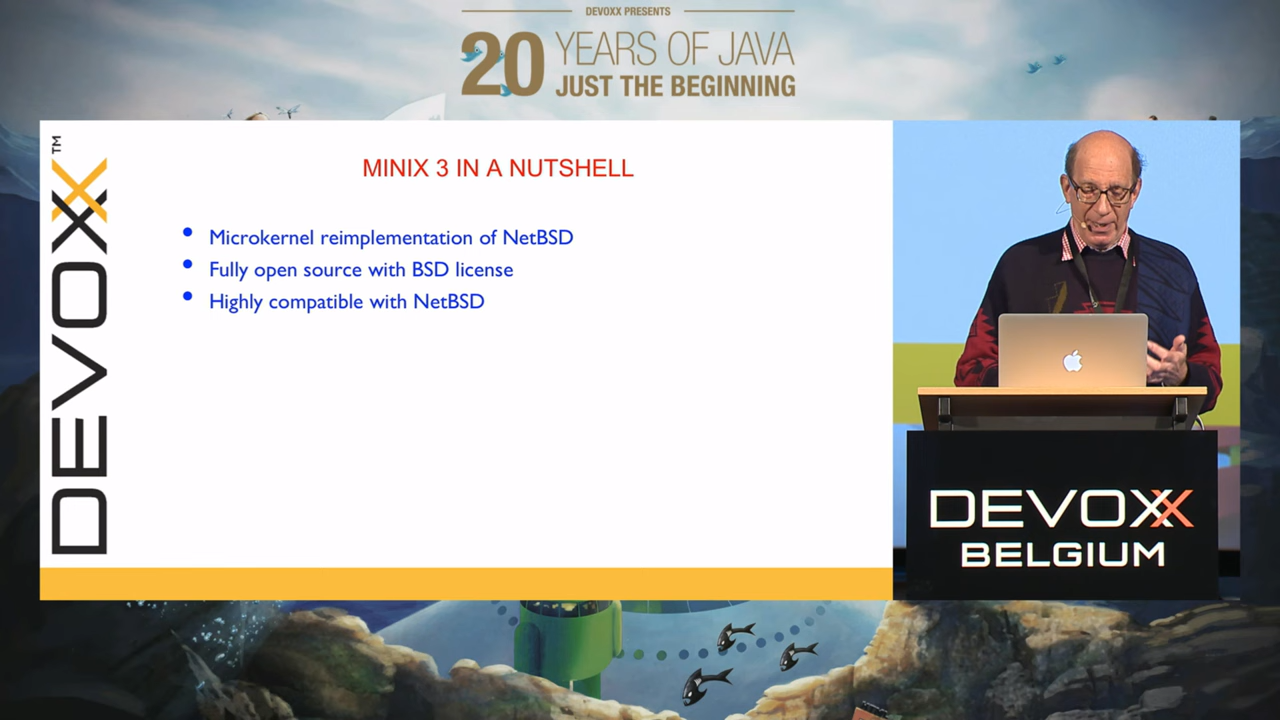 DEVOXX PRESENTS
20 YEARS OF JAVA
JUST THE BEGINNING
DEVOXX™
MINIX 3 IN A NUTSHELL
• Microkernel reimplementation of NetBSD
• Fully open source with BSD license
• Highly compatible with NetBSD
DEVOXX
BELGIUM